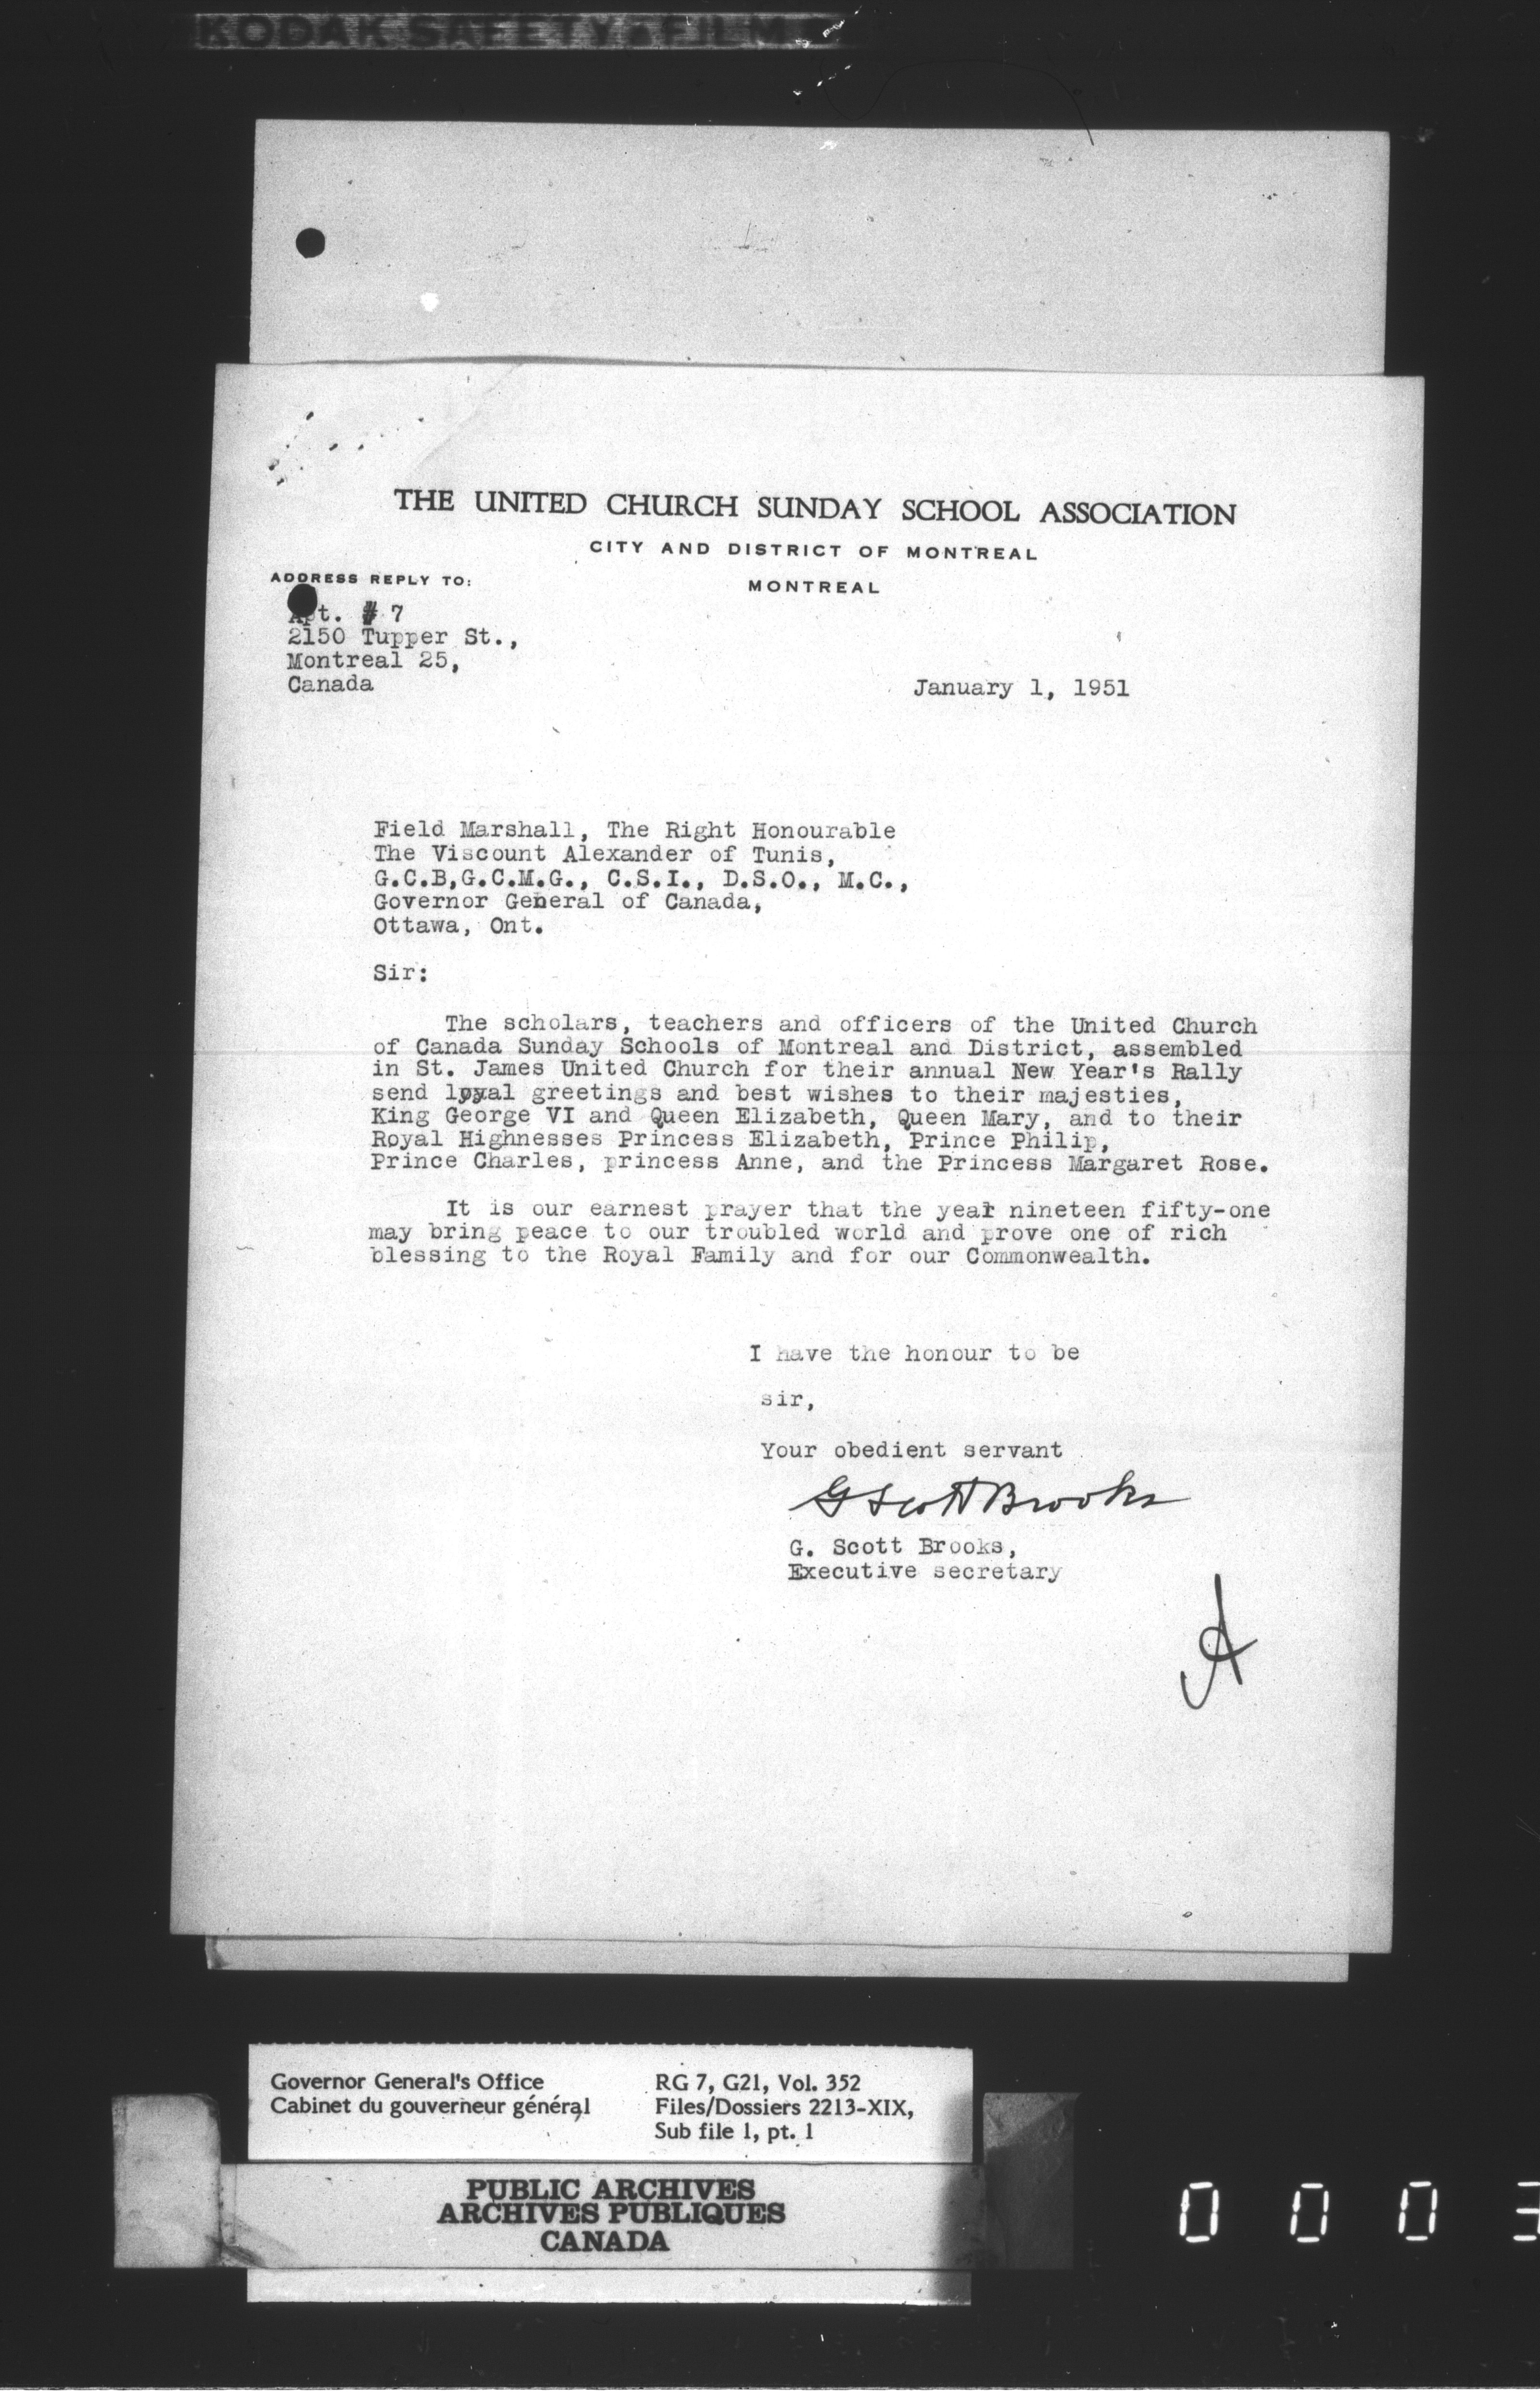 KODAK SAFETY FILM
THE UNITED CHURCH SUNDAY SCHOOL ASSOCIATION
CITY AND DISTRICT OF MONTREAL
MONTREAL
ADDRESS REPLY TO:
Apt. # 7
2150 Tupper St.,
Montreal 25,
Canada
January 1, 1951
Field Marshall, The Right Honourable
The Viscount Alexander of Tunis,
G.C.B,G.C.M.G., C.S.I., D.S.O., M.C.,
Governor General of Canada,
Ottawa, Ont.
Sir:
The scholars, teachers and officers of the United Church
of Canada Sunday Schools of Montreal and District, assembled
in St. James United Church for their annual New Year's Rally
send loyal greetings and best wishes to their majesties,
King George VI and Queen Elizabeth, Queen Mary, and to their
Royal Highnesses Princess Elizabeth, Prince Philip,
Prince Charles, princess Anne, and the Princess Margaret Rose.
It is our earnest prayer that the year nineteen fifty-one
may bring peace to our troubled world and prove one of rich
blessing to the Royal Family and for our Commonwealth.
I have the honour to be
sir,
Your obedient servant
G Scott Brooks
G. Scott Brooks,
Executive secretary
A
Governor General's Office
Cabinet du gouverneur général
RG 7, G21, Vol. 352
Files/Dossiers 2213-XIX,
Sub file 1, pt. 1
PUBLIC ARCHIVES
ARCHIVES PUBLIQUES
CANADA
0 0 0